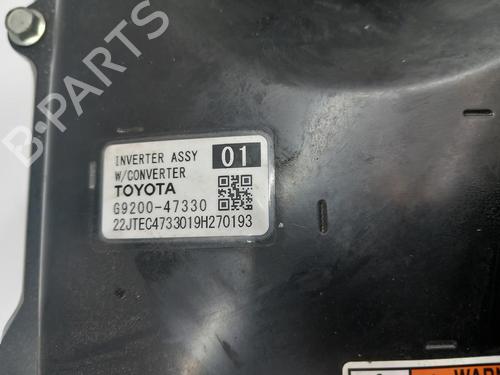 B-PARTS
INVERTER ASSY 01
W/CONVERTER
TOYOTA
G9200-47330
22JTEC4733019H270193